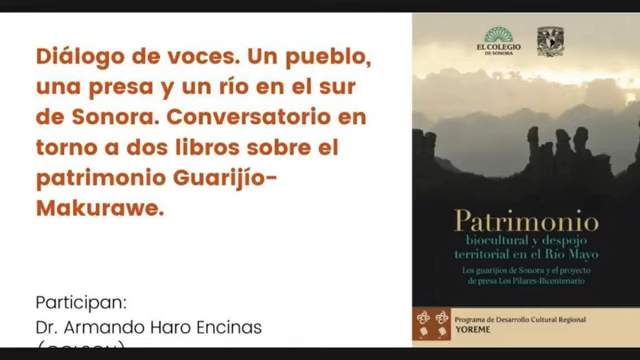 Diálogo de voces. Un pueblo,
una presa y un río en el sur
de Sonora. Conversatorio en
torno a dos libros sobre el
patrimonio Guarijío-
Makurawe.
Participan:
Dr. Armando Haro Encinas
EL COLEGIO
DE SONORA
Patrimonio
biocultural y despojo
territorial en el Río Mayo
Los guarijíos de Sonora y el proyecto
de presa Los Pilares-Bicentenario
Programa de Desarrollo Cultural Regional
YOREME